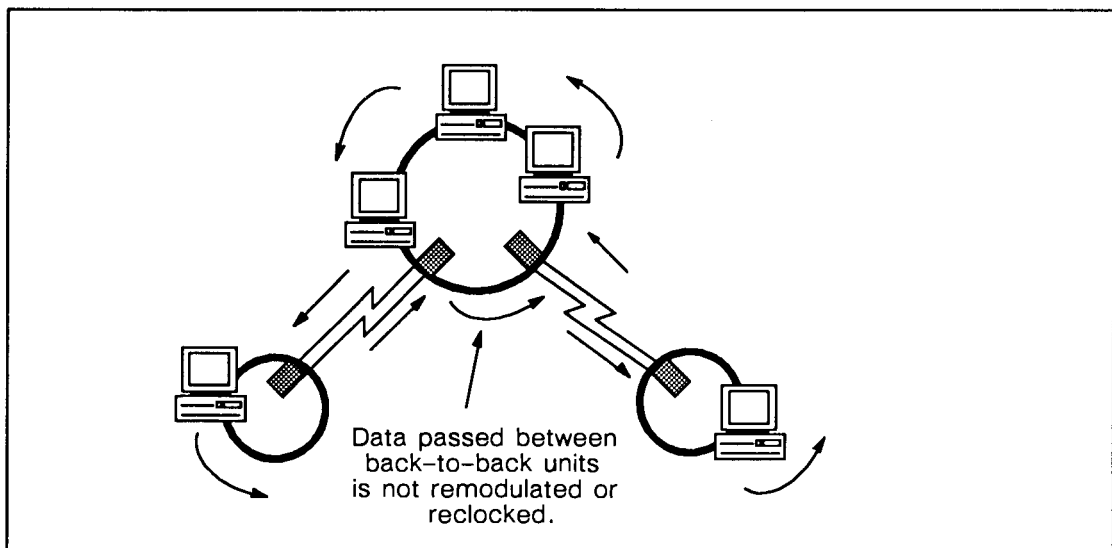 Data passed between
back-to-back units
is not remodulated or
reclocked.